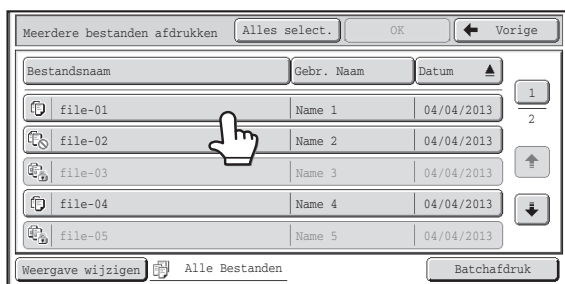 Meerdere bestanden afdrukken Alles select. OK Vorige
Bestandsnaam Gebr. Naam Datum
file-01 Name 1 04/04/2013
file-02 Name 2 04/04/2013
file-03 Name 3 04/04/2013
file-04 Name 4 04/04/2013
file-05 Name 5 04/04/2013
1
2
Weergave wijzigen Alle Bestanden Batchafdruk